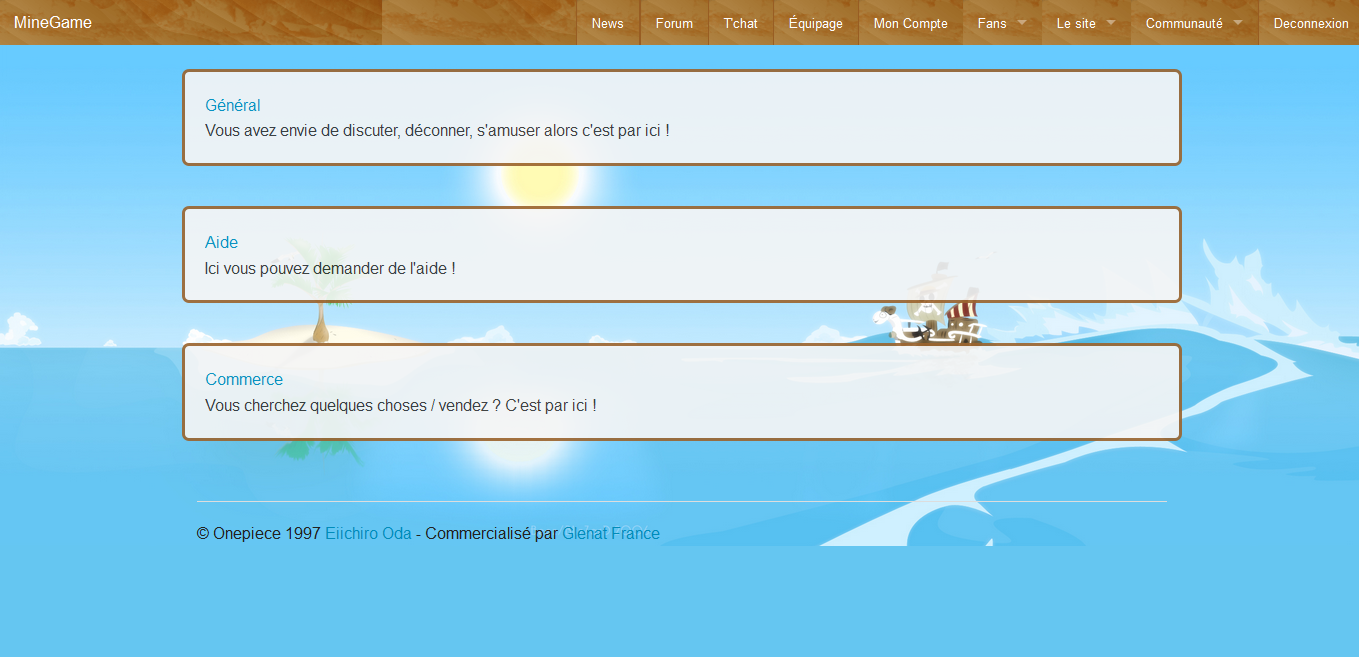 MineGame
News
Forum
T'chat
Équipage
Mon Compte
Fans
Le site
Communauté
Deconnexion
Général
Vous avez envie de discuter, déconner, s'amuser alors c'est par ici !
Aide
Ici vous pouvez demander de l'aide !
Commerce
Vous cherchez quelques choses / vendez ? C'est par ici !
© Onepiece 1997 Eiichiro Oda - Commercialisé par Glenat France